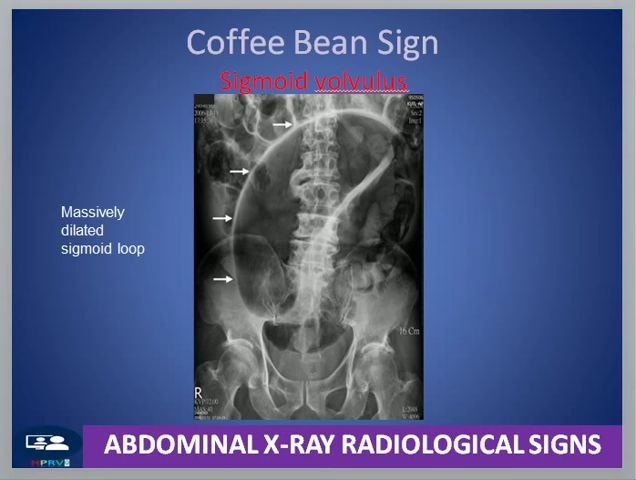 Coffee Bean Sign
Sigmoid volvulus
Massively
dilated
sigmoid loop
16 Cm
R
ABDOMINAL X-RAY RADIOLOGICAL SIGNS